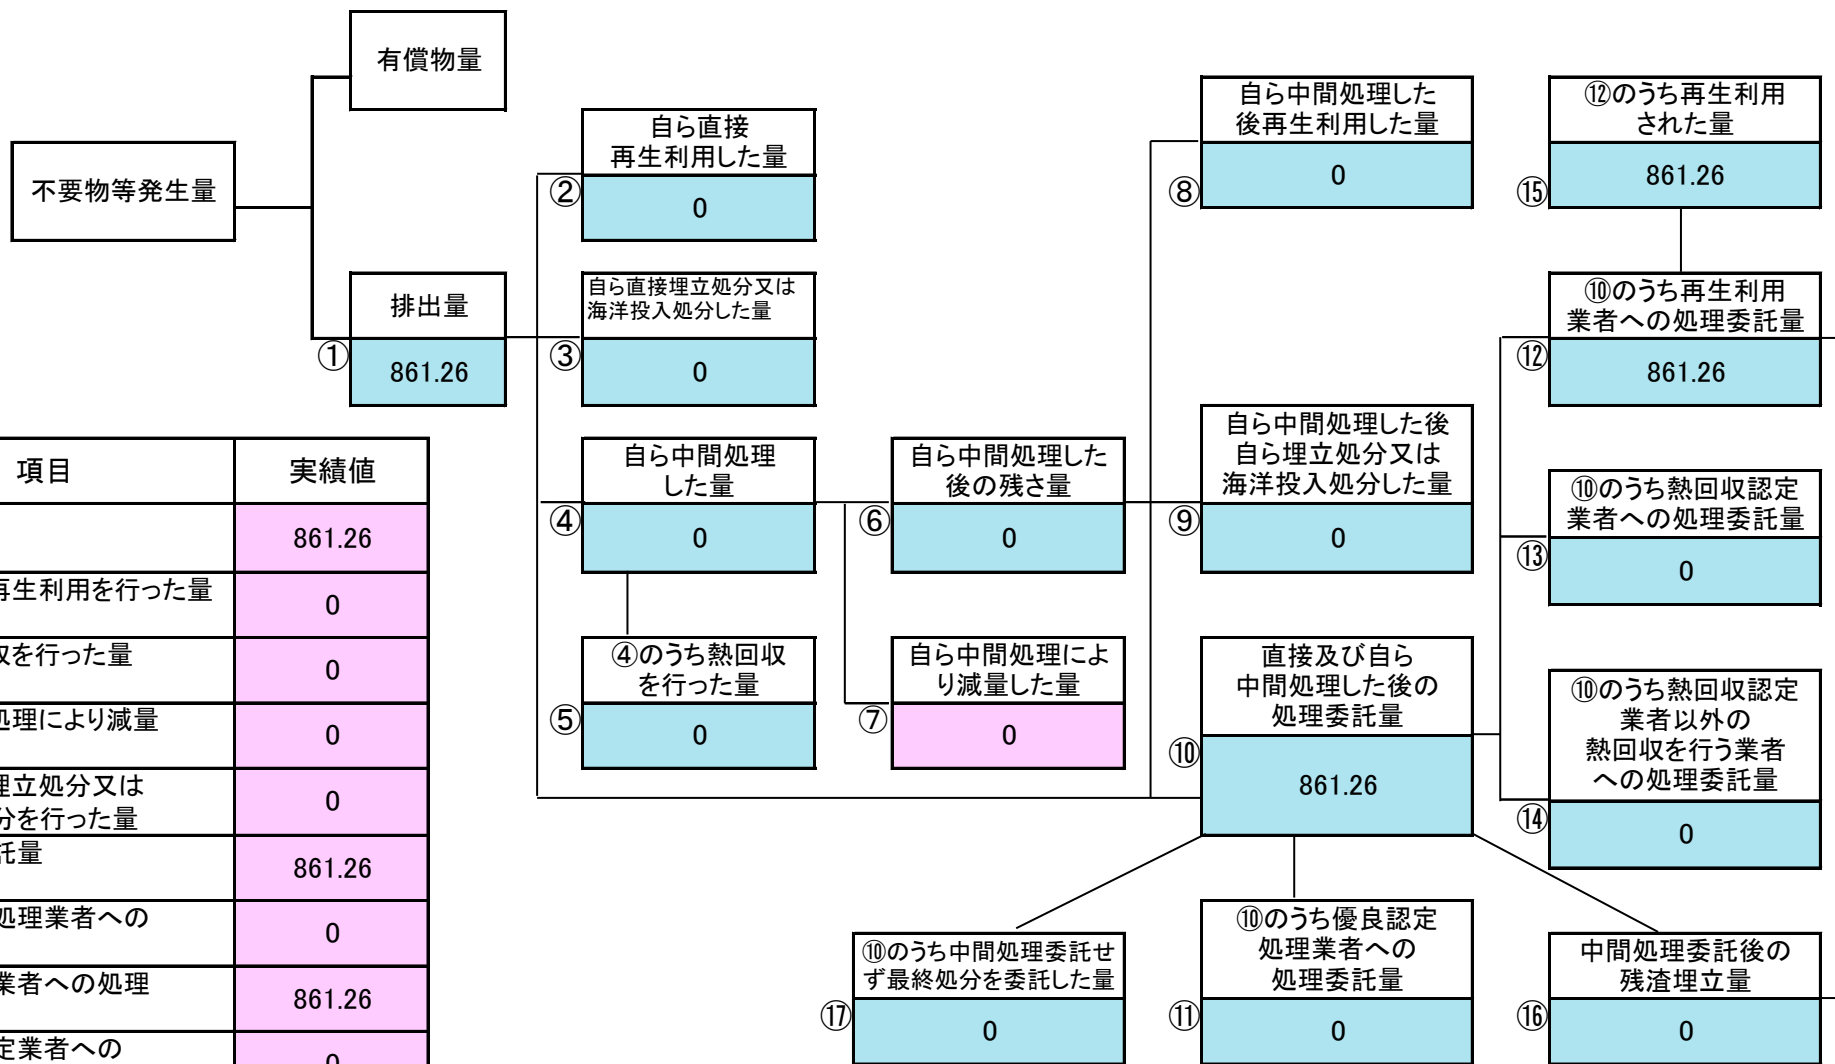 有償物量
不要物等発生量
排出量
①
861.26
自ら直接
再生利用した量
②
0
自ら直接埋立処分又は
海洋投入処分した量
③
0
自ら中間処理
した量
④
0
④のうち熱回収
を行った量
⑤
0
自ら中間処理した
後の残さ量
⑥
0
自ら中間処理によ
り減量した量
⑦
0
自ら中間処理した
後再生利用した量
⑧
0
自ら中間処理した後
自ら埋立処分又は
海洋投入処分した量
⑨
0
直接及び自ら
中間処理した後の
処理委託量
⑩
861.26
⑫のうち再生利用
された量
⑮
861.26
⑩のうち再生利用
業者への処理委託量
⑫
861.26
⑩のうち熱回収認定
業者への処理委託量
⑬
0
⑩のうち熱回収認定
業者以外の
熱回収を行う業者
への処理委託量
⑭
0
⑩のうち中間処理委託せ
ず最終処分を委託した量
⑰
0
⑩のうち優良認定
処理業者への
処理委託量
⑪
0
中間処理委託後の
残渣埋立量
⑯
0
項目
実績値
861.26
再生利用を行った量
0
収を行った量
0
処理により減量
0
埋立処分又は
分を行った量
0
託量
861.26
処理業者への
0
業者への処理
861.26
定業者への
0